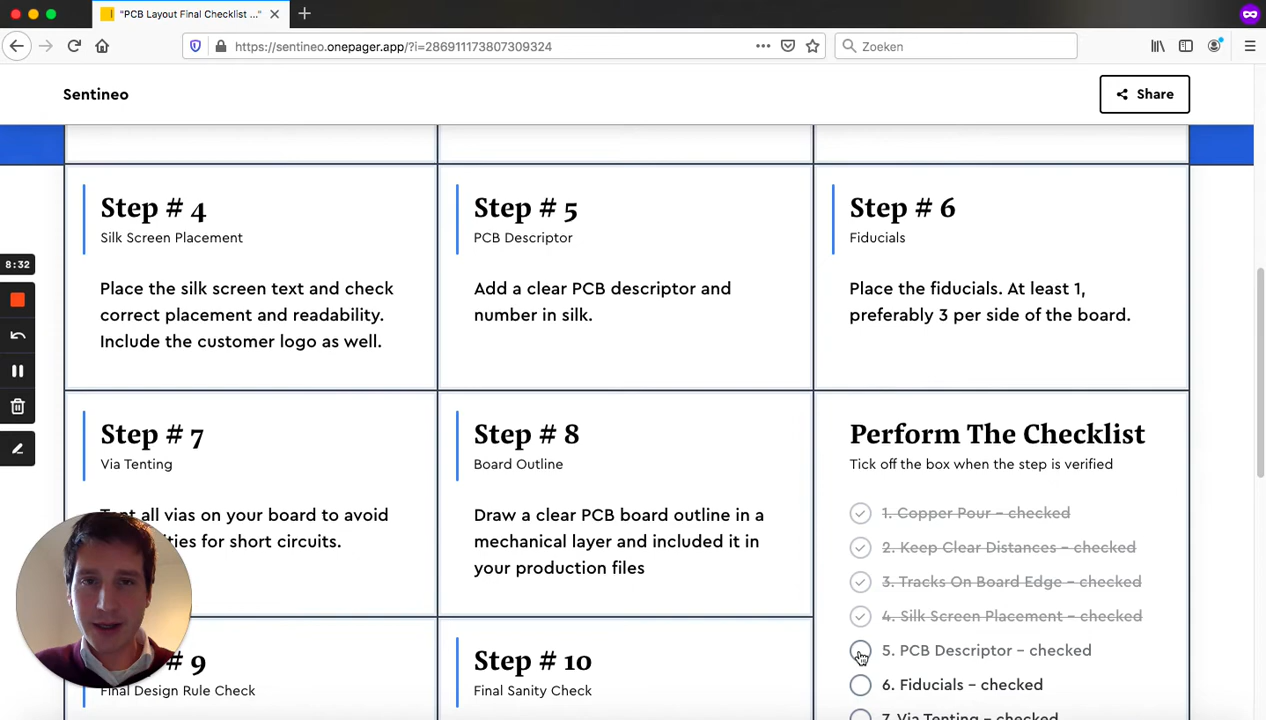 "PCB Layout Final Checklist ..."
https://sentineo.onepager.app/?i=286911173807309324
Zoeken
Sentineo
Share
Step # 4
Silk Screen Placement
Place the silk screen text and check
correct placement and readability.
Include the customer logo as well.
Step # 5
PCB Descriptor
Add a clear PCB descriptor and
number in silk.
Step # 6
Fiducials
Place the fiducials. At least 1,
preferably 3 per side of the board.
8:32
Step # 7
Via Tenting
all vias on your board to avoid
for short circuits.
Step # 8
Board Outline
Draw a clear PCB board outline in a
mechanical layer and included it in
your production files
Perform The Checklist
Tick off the box when the step is verified
1. Copper Pour - checked
2. Keep Clear Distances - checked
3. Tracks On Board Edge - checked
4. Silk Screen Placement - checked
5. PCB Descriptor - checked
6. Fiducials - checked
7. Via Tenting - checked
# 9
Final Design Rule Check
Step # 10
Final Sanity Check